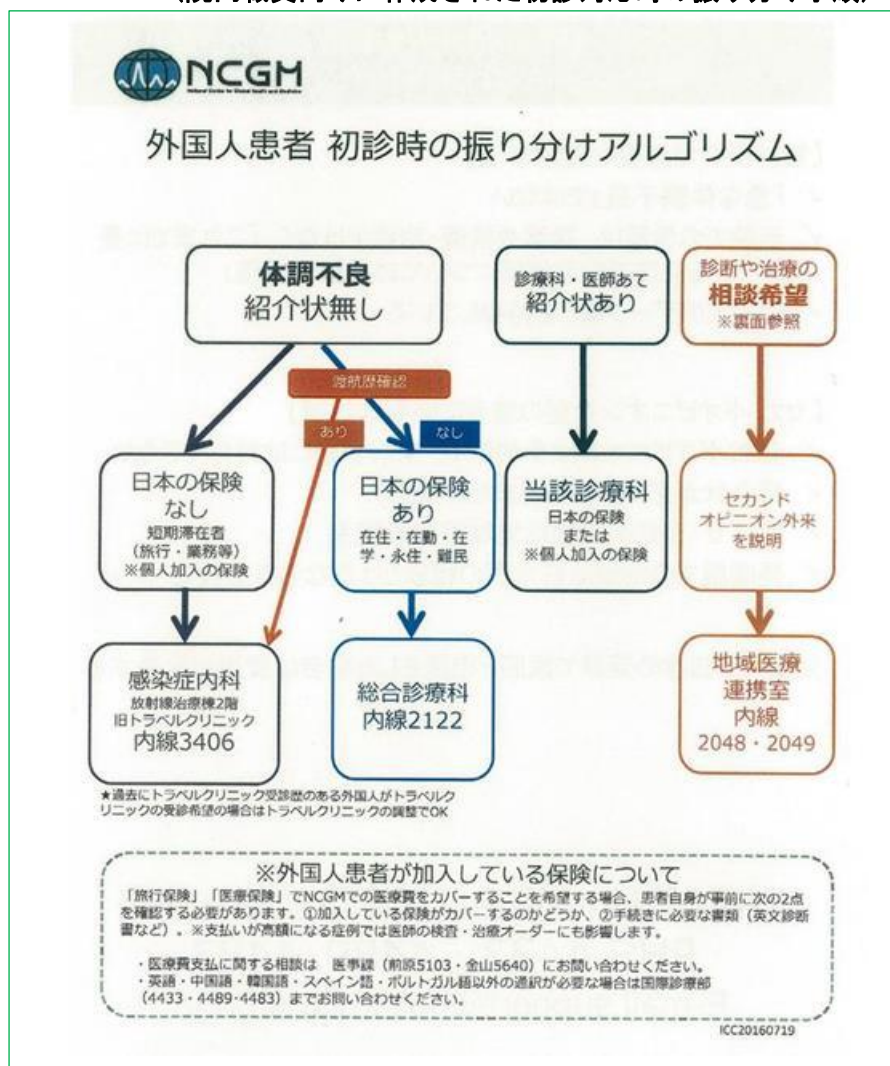 NCGM
National Center for Global Health and Medicine
外国人患者 初診時の振り分けアルゴリズム
体調不良
紹介状無し
診療科・医師あて
紹介状あり
診断や治療の
相談希望
※裏面参照
渡航歴確認
あり
なし
日本の保険
なし
短期滞在者
(旅行・業務等)
※個人加入の保険
日本の保険
あり
在住・在勤・在
学・永住・難民
当該診療科
日本の保険
または
※個人加入の保険
セカンド
オピニオン外来
を説明
感染症内科
放射線治療棟2階
旧トラベルクリニック
内線3406
総合診療科
内線2122
地域医療
連携室
内線
2048・2049
★過去にトラベルクリニック受診歴のある外国人がトラベルク
リニックの受診希望の場合はトラベルクリニックの調整でOK
※外国人患者が加入している保険について
「旅行保険」「医療保険」でNCGMでの医療費をカバーすることを希望する場合、患者自身が事前に次の2点
を確認する必要があります。①加入している保険がカバーするのかどうか、②手続きに必要な書類(英文診断
書など)。※支払いが高額になる症例では医師の検査・治療オーダーにも影響します。
・医療費支払に関する相談は 医事課(前原5103・金山5640)にお問い合わせください。
・英語・中国語・韓国語・スペイン語・ポルトガル語以外の通訳が必要な場合は国際診療部
(4433・4489・4483)までお問い合わせください。
ICC20160719